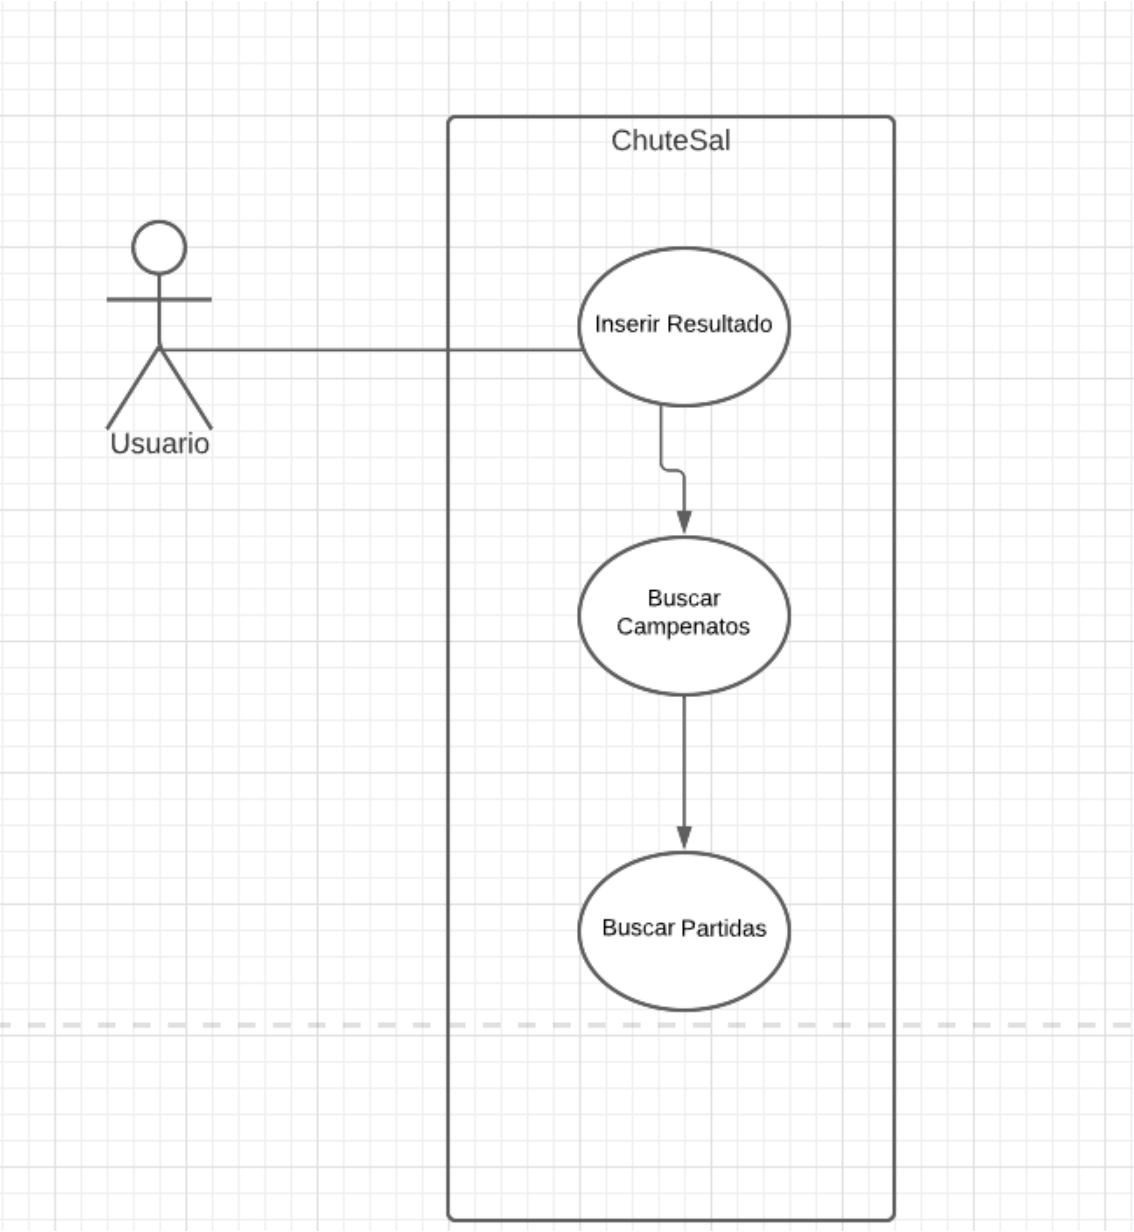 ChuteSal
Inserir Resultado
Usuario
Buscar
Campenatos
Buscar Partidas